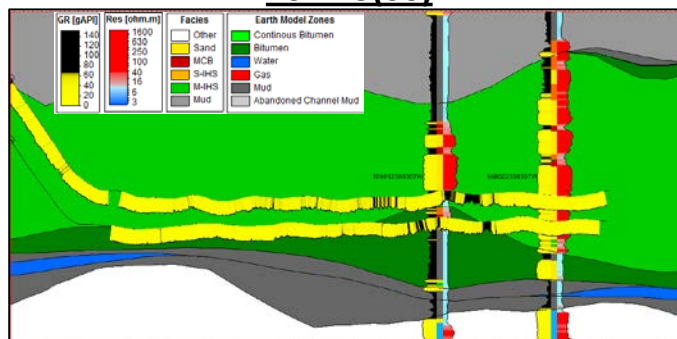 GR [gAPI]
140
120
100
80
60
40
20
0
Res [ohm.m]
1600
630
250
100
40
16
6
3
Facies
Other
Sand
MCB
S-IHS
M-IHS
Mud
Earth Model Zones
Continous Bitumen
Bitumen
Water
Gas
Mud
Abandoned Channel Mud